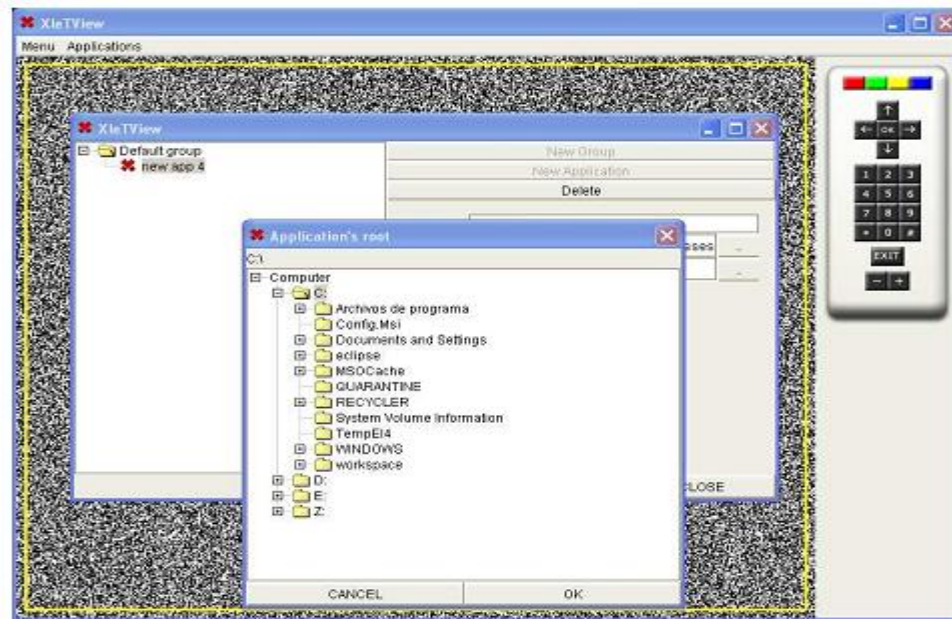 XleTView
Menu Applications
XleTView
Default group
new app 4
New Group
New Application
Delete
Application's root
C:\
Computer
C:
Archivos de programa
Config.Msi
Documents and Settings
eclipse
MSOCache
QUARANTINE
RECYCLER
System Volume Information
TempEI4
WINDOWS
workspace
D:
E:
Z:
CANCEL
OK
sses
..
..
CLOSE
OK
1 2 3
4 5 6
7 8 9
0 #
EXIT
- +